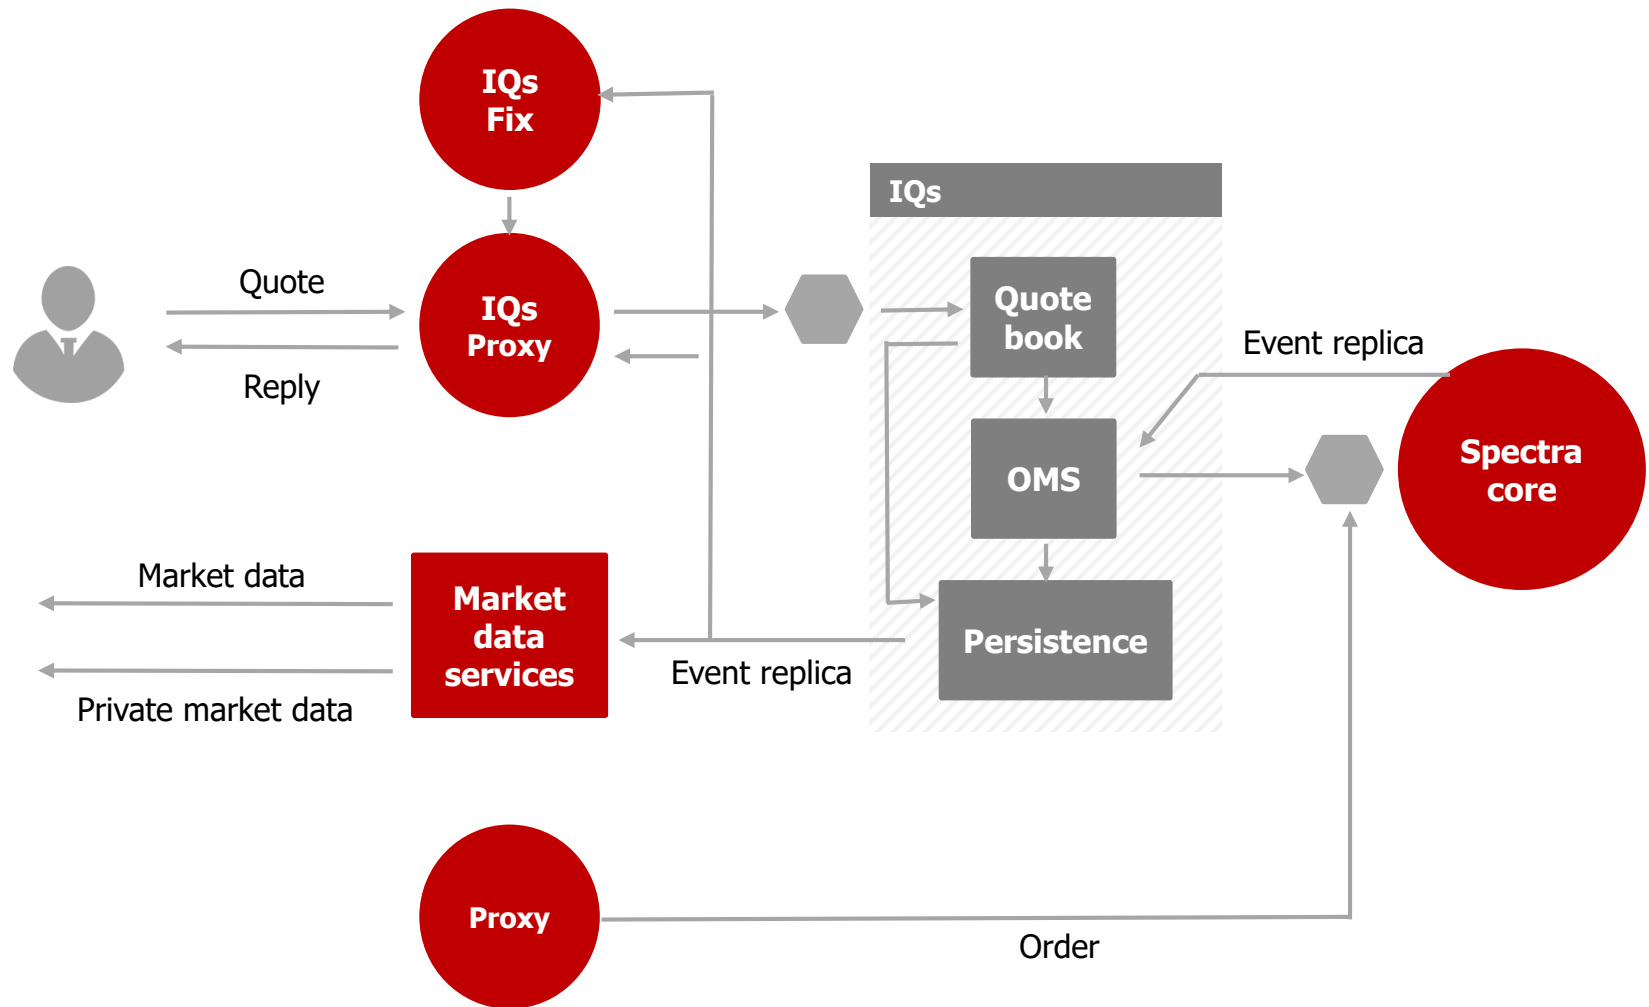 IQs
Fix
IQs
Quote
IQs
Proxy
Reply
Quote
book
Event replica
OMS
Spectra
core
Market data
Market
data
services
Private market data
Event replica
Persistence
Proxy
Order